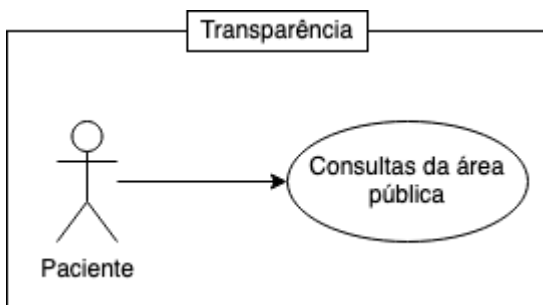 Transparência
Consultas da área
pública
Paciente